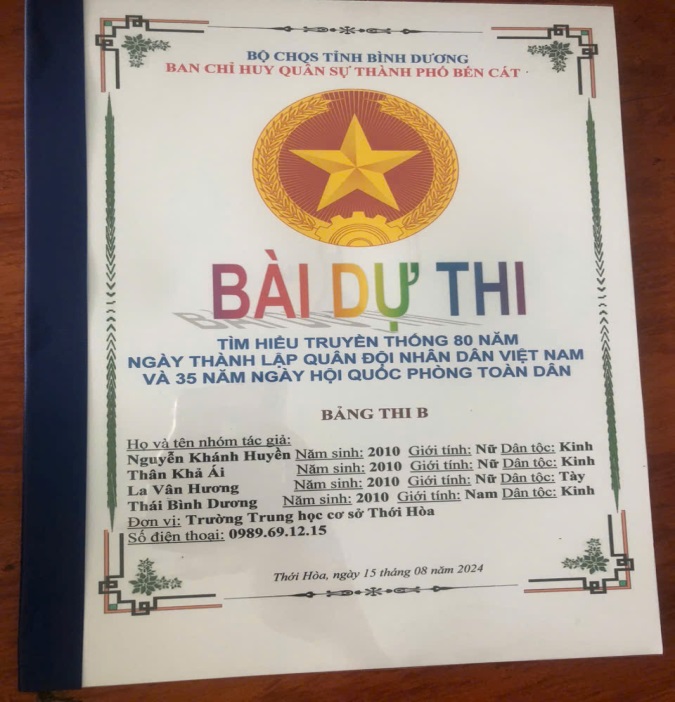 BỘ CHQS TỈNH BÌNH DƯƠNG
BAN CHỈ HUY QUÂN SỰ THÀNH PHỐ BẾN CÁT
BÀI DỰ THI
TÌM HIỂU TRUYỀN THỐNG 80 NĂM
NGÀY THÀNH LẬP QUÂN ĐỘI NHÂN DÂN VIỆT NAM
VÀ 35 NĂM NGÀY HỘI QUỐC PHÒNG TOÀN DÂN
BẢNG THI B
Họ và tên nhóm tác giả:
Nguyễn Khánh Huyền Năm sinh: 2010 Giới tính: Nữ Dân tộc: Kinh
Thân Khả Ái Năm sinh: 2010 Giới tính: Nữ Dân tộc: Kinh
La Vân Hương Năm sinh: 2010 Giới tính: Nữ Dân tộc: Tày
Thái Bình Dương Năm sinh: 2010 Giới tính: Nam Dân tộc: Kinh
Đơn vị: Trường Trung học cơ sở Thới Hòa
Số điện thoại: 0989.69.12.15
Thới Hòa, ngày 15 tháng 08 năm 2024